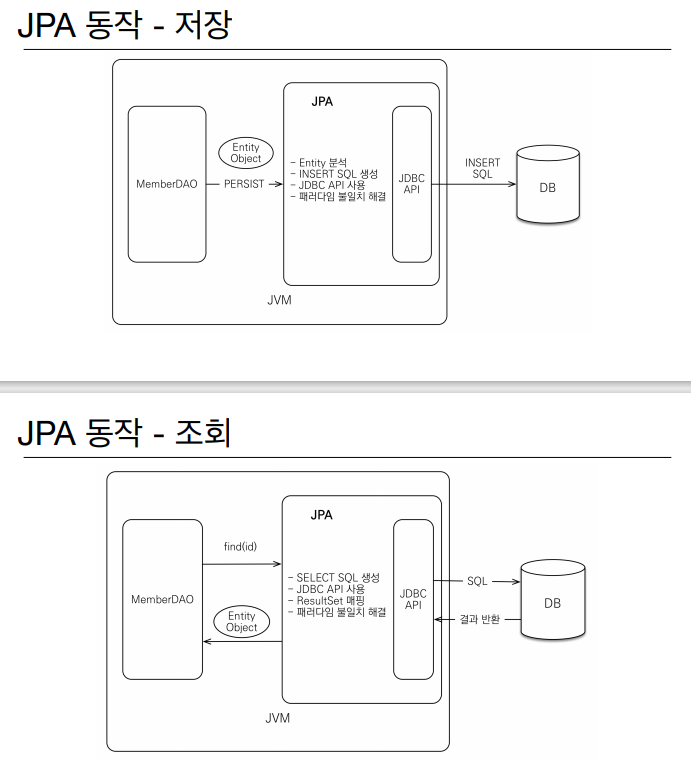 JPA 동작 - 저장
JPA
Entity
Object
MemberDAO
PERSIST
- Entity 분석
- INSERT SQL 생성
- JDBC API 사용
- 패러다임 불일치 해결
JDBC
API
INSERT
SQL
DB
JVM
JPA 동작 - 조회
JPA
find(id)
MemberDAO
Entity
Object
- SELECT SQL 생성
- JDBC API 사용
- ResultSet 매핑
- 패러다임 불일치 해결
JDBC
API
SQL
결과 반환
DB
JVM